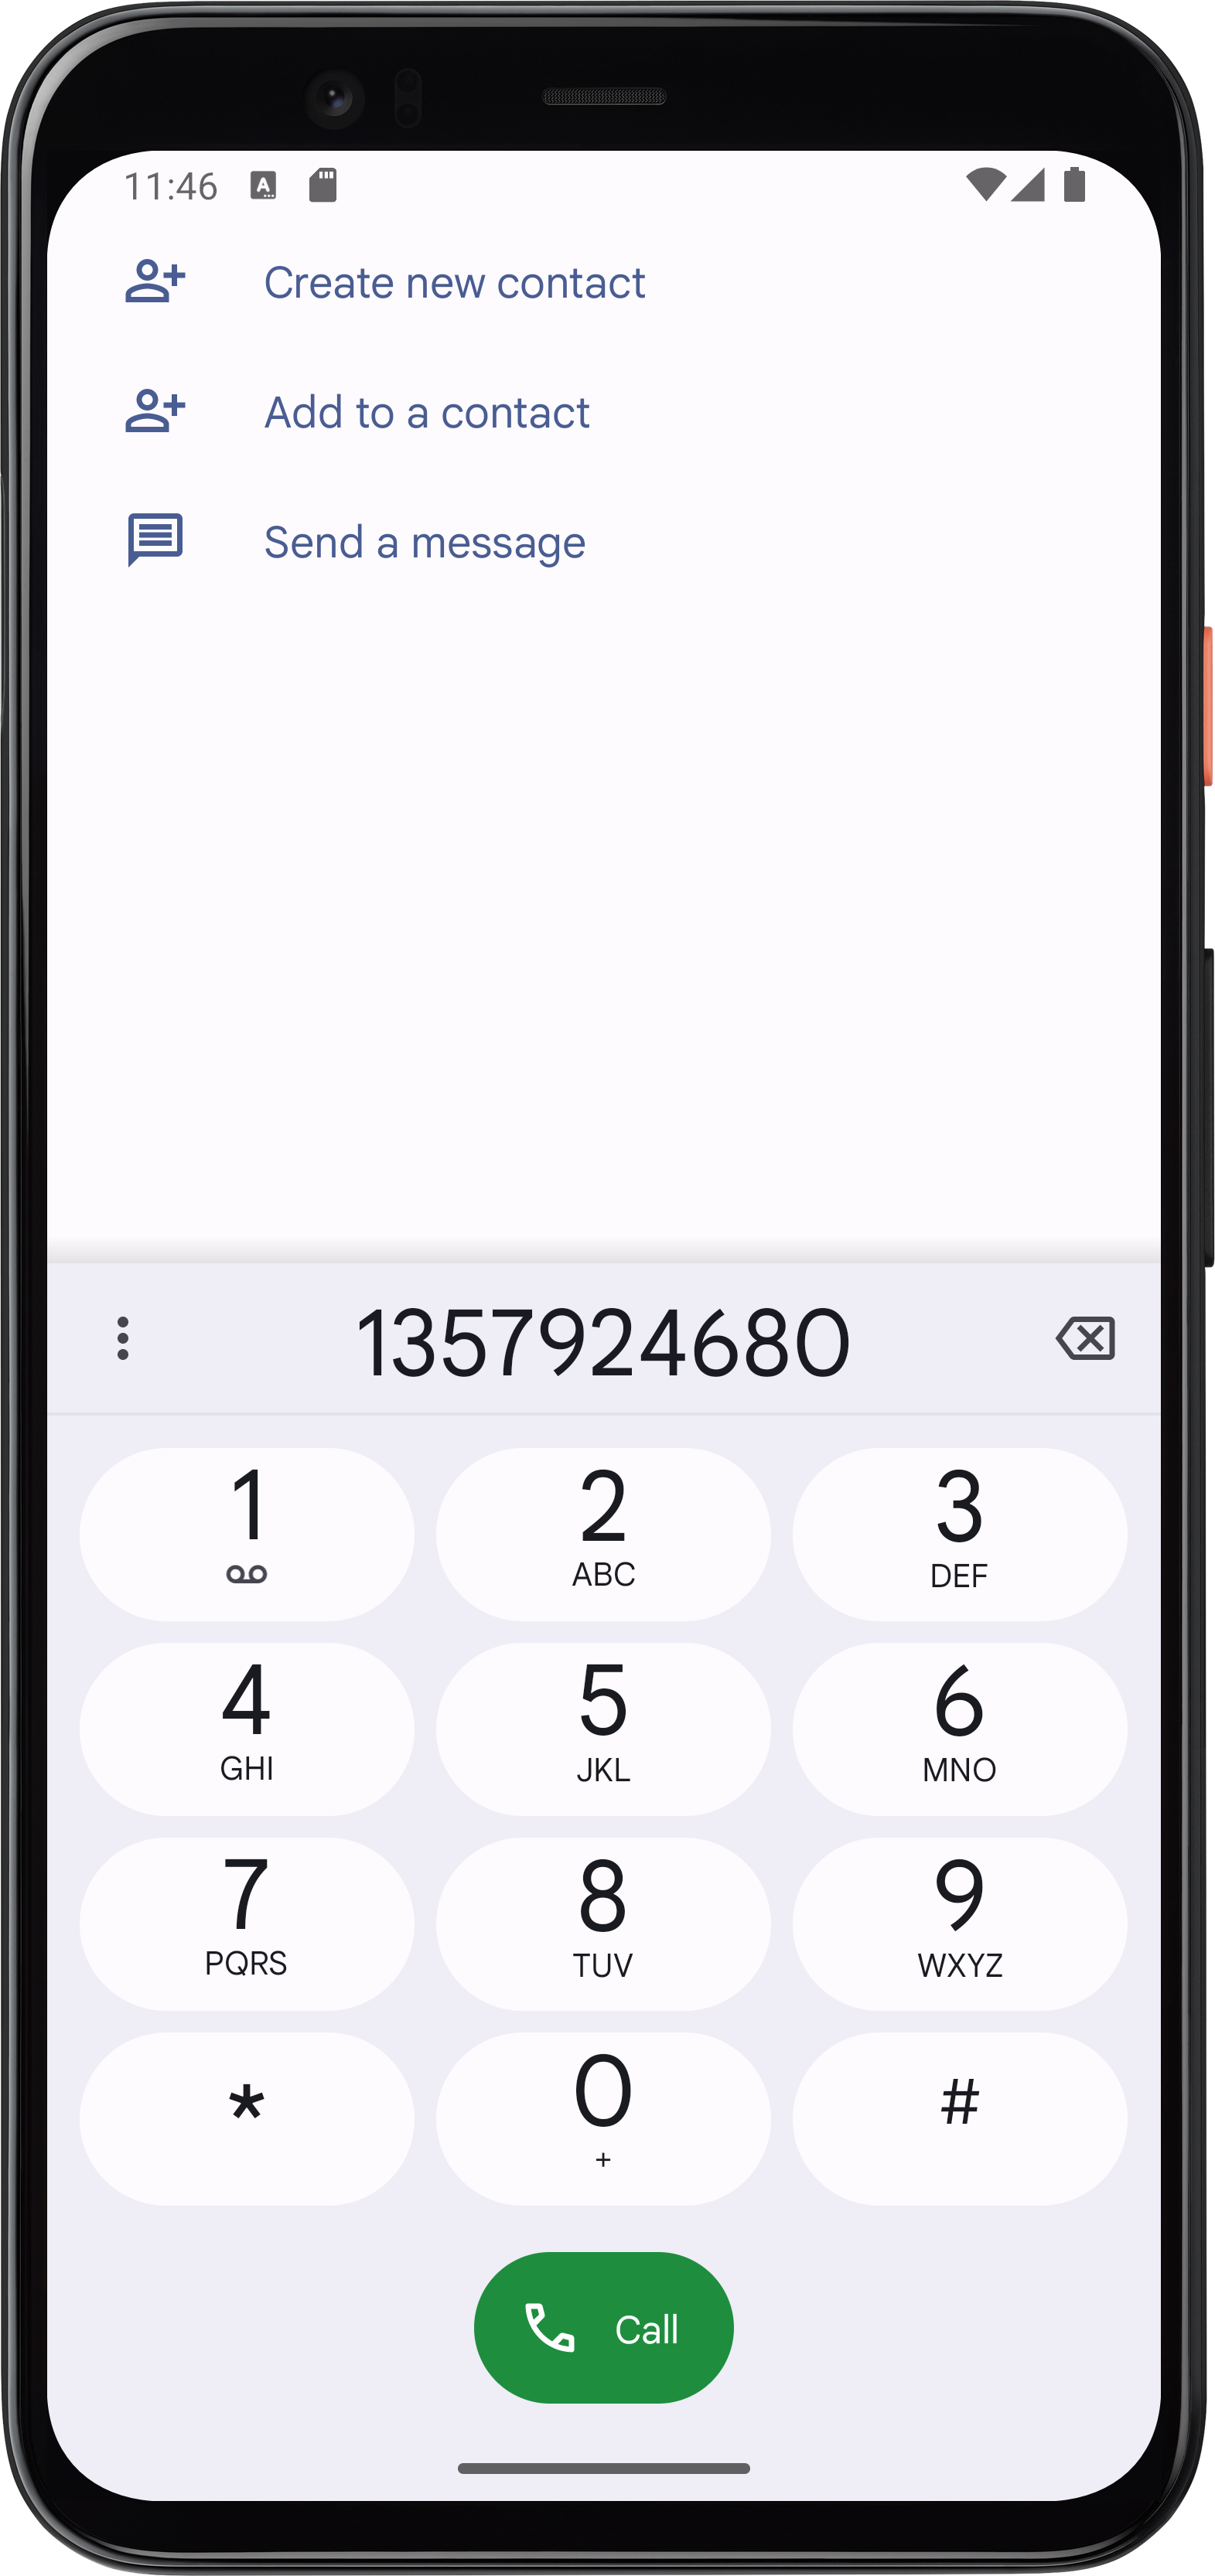 11:46
Create new contact
Add to a contact
Send a message
1357924680
1 2 3
ABC DEF
4 5 6
GHI JKL MNO
7 8 9
PQRS TUV WXYZ
* 0 #
+
Call